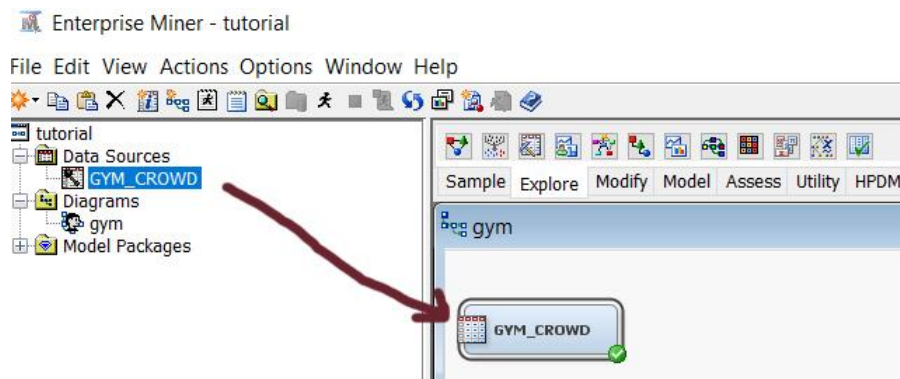 Enterprise Miner - tutorial
File Edit View Actions Options Window Help
tutorial
Data Sources
GYM_CROWD
Diagrams
gym
Model Packages
Sample Explore Modify Model Assess Utility HPDM
gym
GYM_CROWD